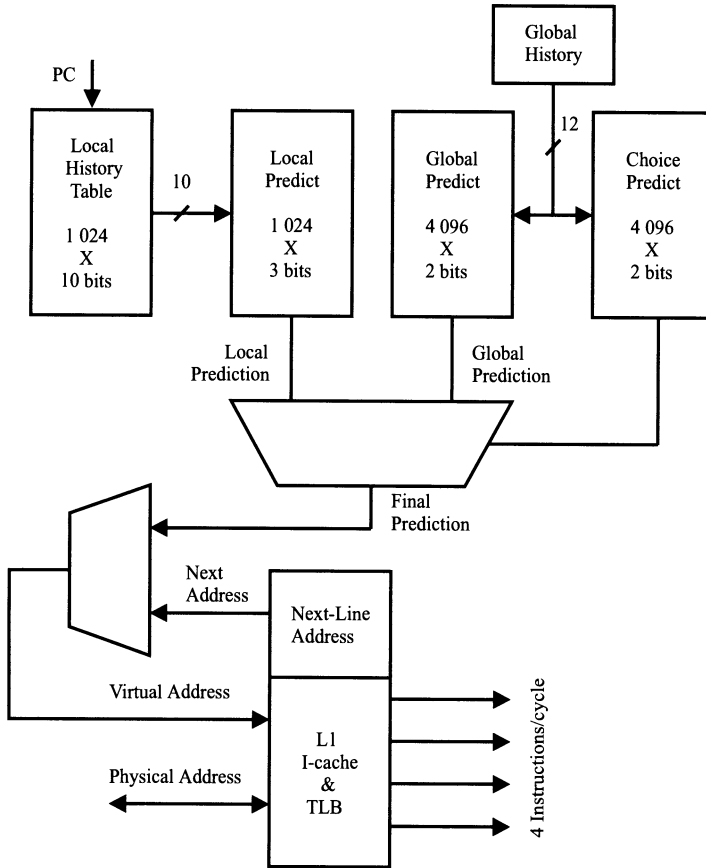 Global
History
PC
12
Local
History
Table
1 024
X
10 bits
10
Local
Predict
1 024
X
3 bits
Global
Predict
4 096
X
2 bits
Choice
Predict
4 096
X
2 bits
Local
Prediction
Global
Prediction
Final
Prediction
Next
Address
Next-Line
Address
Virtual Address
L1
I-cache
&
TLB
Physical Address
4 Instructions/cycle